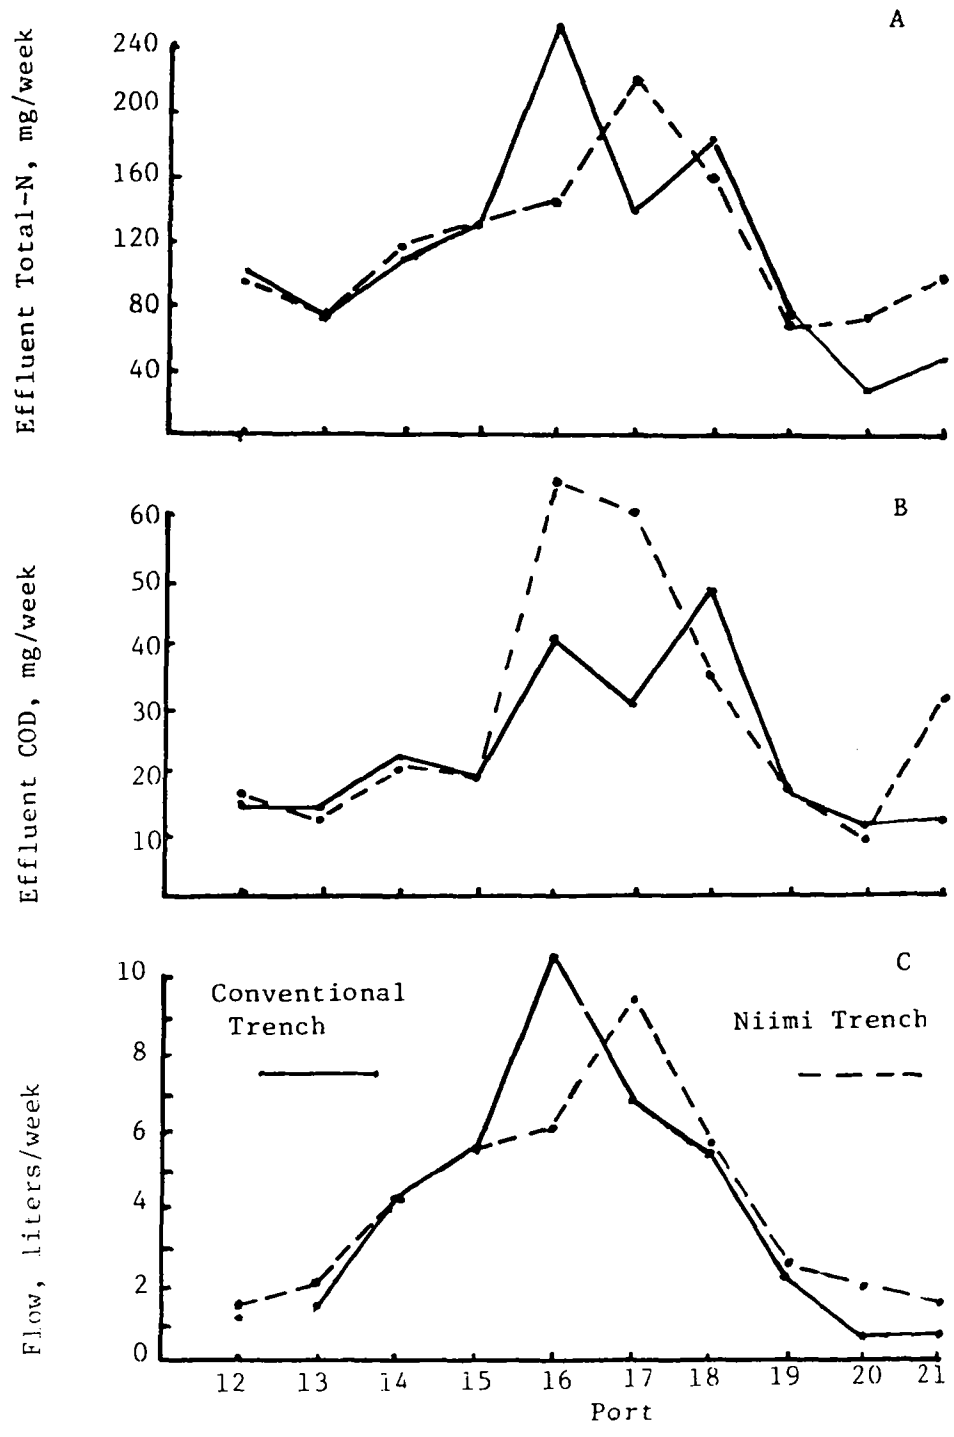 A
Effluent Total-N, mg/week
240
200
160
120
80
40
B
Effluent COD, mg/week
60
50
40
30
20
10
C
Flow, liters/week
10
8
6
4
2
0
Conventional
Trench
Niimi Trench
12 13 14 15 16 17 18 19 20 21
Port